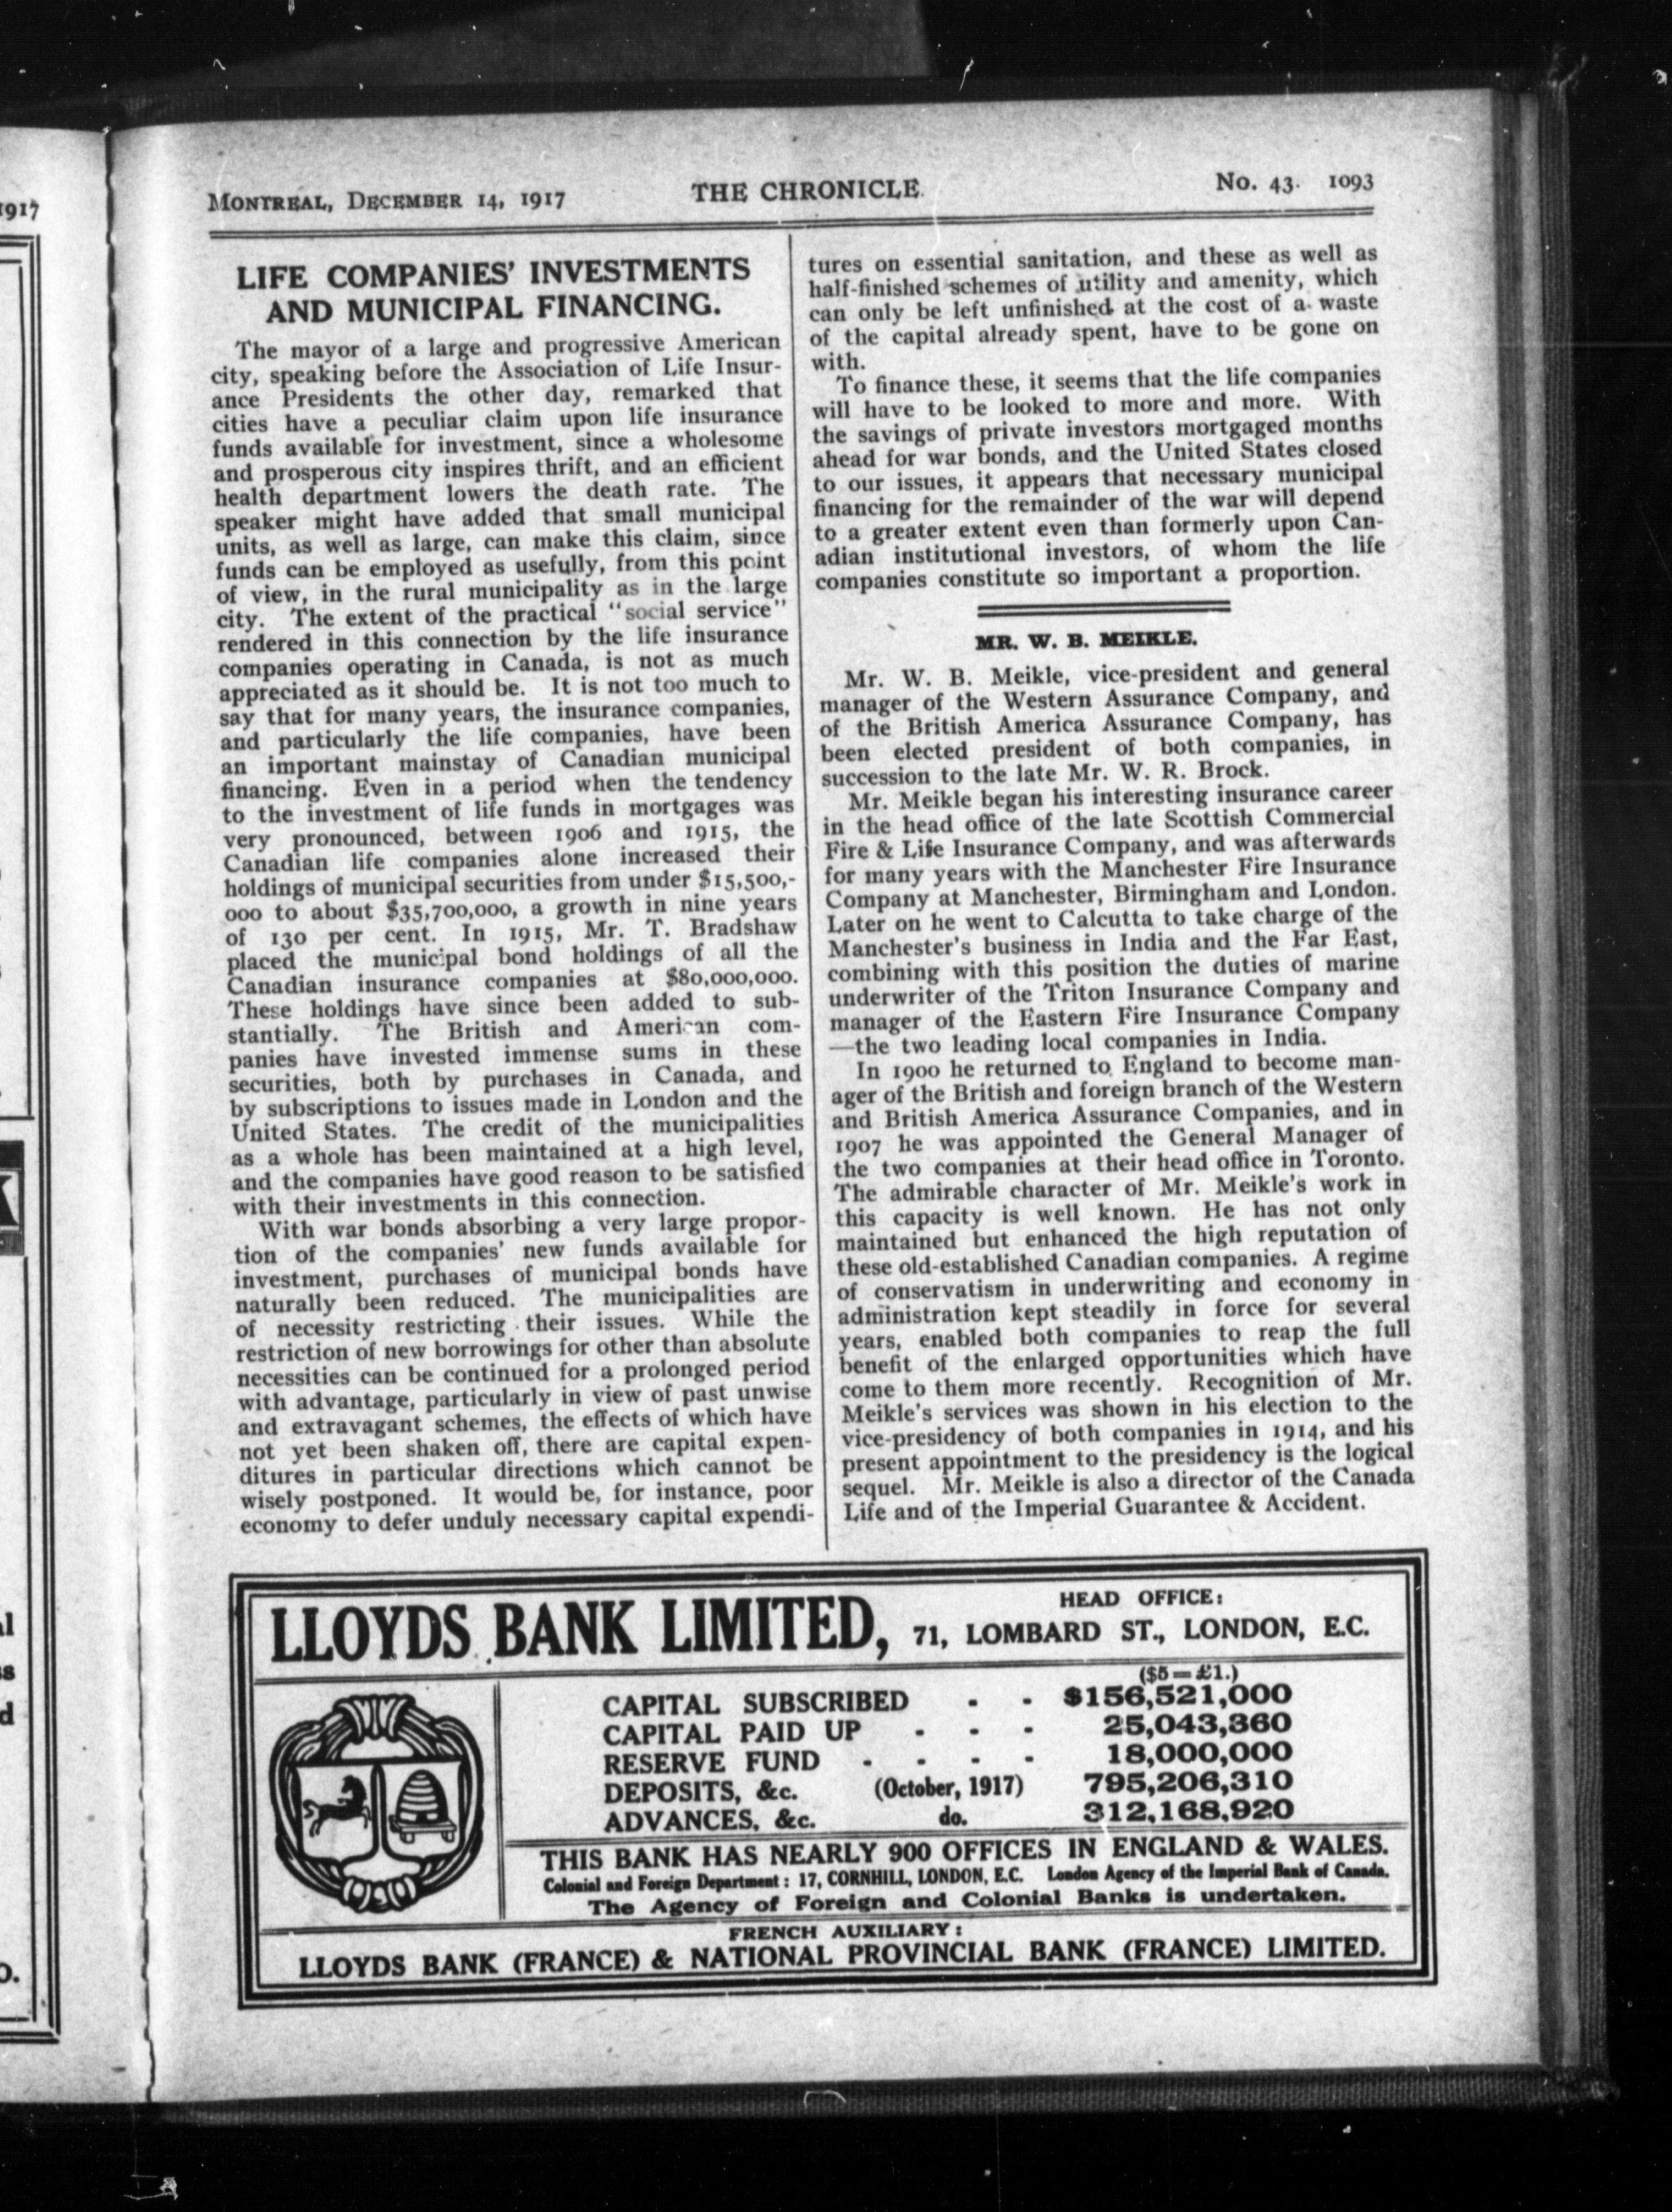 1917
MONTREAL, DECEMBER 14, 1917
THE CHRONICLE.
No. 43. 1093
LIFE COMPANIES' INVESTMENTS
AND MUNICIPAL FINANCING.
The mayor of a large and progressive American
city, speaking before the Association of Life Insur-
ance Presidents the other day, remarked that
cities have a peculiar claim upon life insurance
funds available for investment, since a wholesome
and prosperous city inspires thrift, and an efficient
health department lowers the death rate. The
speaker might have added that small municipal
units, as well as large, can make this claim, since
funds can be employed as usefully, from this point
of view, in the rural municipality as in the large
city. The extent of the practical "social service"
rendered in this connection by the life insurance
companies operating in Canada, is not as much
appreciated as it should be. It is not too much to
say that for many years, the insurance companies,
and particularly the life companies, have been
an important mainstay of Canadian municipal
financing. Even in a period when the tendency
to the investment of life funds in mortgages was
very pronounced, between 1906 and 1915, the
Canadian life companies alone increased their
holdings of municipal securities from under $15,500,-
000 to about $35,700,000, a growth in nine years
of 130 per cent. In 1915, Mr. T. Bradshaw
placed the municipal bond holdings of all the
Canadian insurance companies at $80,000,000.
These holdings have since been added to sub-
stantially. The British and American com-
panies have invested immense sums in these
securities, both by purchases in Canada, and
by subscriptions to issues made in London and the
United States. The credit of the municipalities
as a whole has been maintained at a high level,
and the companies have good reason to be satisfied
with their investments in this connection.
With war bonds absorbing a very large propor-
tion of the companies' new funds available for
investment, purchases of municipal bonds have
naturally been reduced. The municipalities are
of necessity restricting their issues. While the
restriction of new borrowings for other than absolute
necessities can be continued for a prolonged period
with advantage, particularly in view of past unwise
and extravagant schemes, the effects of which have
not yet been shaken off, there are capital expen-
ditures in particular directions which cannot be
wisely postponed. It would be, for instance, poor
economy to defer unduly necessary capital expendi-
tures on essential sanitation, and these as well as
half-finished schemes of utility and amenity, which
can only be left unfinished at the cost of a waste
of the capital already spent, have to be gone on
with.
To finance these, it seems that the life companies
will have to be looked to more and more. With
the savings of private investors mortgaged months
ahead for war bonds, and the United States closed
to our issues, it appears that necessary municipal
financing for the remainder of the war will depend
to a greater extent even than formerly upon Can-
adian institutional investors, of whom the life
companies constitute so important a proportion.
MR. W. B. MEIKLE.
Mr. W. B. Meikle, vice-president and general
manager of the Western Assurance Company, and
of the British America Assurance Company, has
been elected president of both companies, in
succession to the late Mr. W. R. Brock.
Mr. Meikle began his interesting insurance career
in the head office of the late Scottish Commercial
Fire & Life Insurance Company, and was afterwards
for many years with the Manchester Fire Insurance
Company at Manchester, Birmingham and London.
Later on he went to Calcutta to take charge of the
Manchester's business in India and the Far East,
combining with this position the duties of marine
underwriter of the Triton Insurance Company and
manager of the Eastern Fire Insurance Company
—the two leading local companies in India.
In 1900 he returned to England to become man-
ager of the British and foreign branch of the Western
and British America Assurance Companies, and in
1907 he was appointed the General Manager of
the two companies at their head office in Toronto.
The admirable character of Mr. Meikle's work in
this capacity is well known. He has not only
maintained but enhanced the high reputation of
these old-established Canadian companies. A regime
of conservatism in underwriting and economy in
administration kept steadily in force for several
years, enabled both companies to reap the full
benefit of the enlarged opportunities which have
come to them more recently. Recognition of Mr.
Meikle's services was shown in his election to the
vice-presidency of both companies in 1914, and his
present appointment to the presidency is the logical
sequel. Mr. Meikle is also a director of the Canada
Life and of the Imperial Guarantee & Accident.
LLOYDS BANK LIMITED,
HEAD OFFICE:
71, LOMBARD ST., LONDON, E.C.
($5 = £1.)
CAPITAL SUBSCRIBED - - $156,521,000
CAPITAL PAID UP - - - 25,043,360
RESERVE FUND - - - - 18,000,000
DEPOSITS, &c. (October, 1917) 795,206,310
ADVANCES, &c. do. 312,168,920
THIS BANK HAS NEARLY 900 OFFICES IN ENGLAND & WALES.
Colonial and Foreign Department: 17, CORNHILL, LONDON, E.C. London Agency of the Imperial Bank of Canada.
The Agency of Foreign and Colonial Banks is undertaken.
FRENCH AUXILIARY:
LLOYDS BANK (FRANCE) & NATIONAL PROVINCIAL BANK (FRANCE) LIMITED.